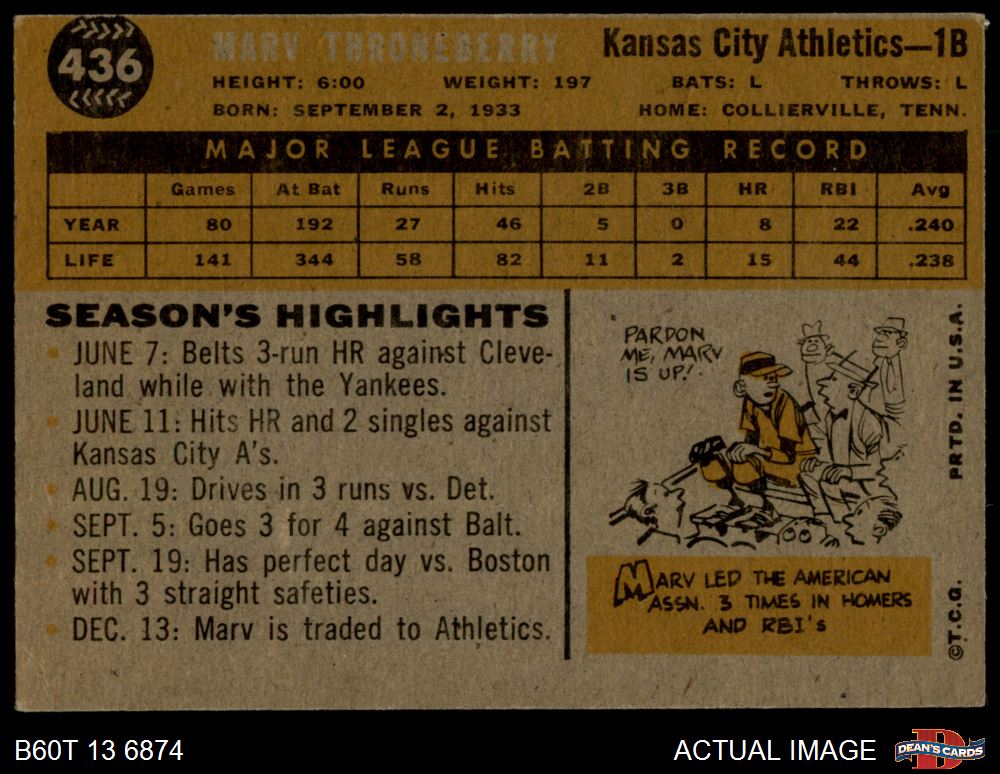 436
MARV THRONEBERRY
Kansas City Athletics—1B
HEIGHT: 6:00 WEIGHT: 197 BATS: L THROWS: L
BORN: SEPTEMBER 2, 1933 HOME: COLLIERVILLE, TENN.
MAJOR LEAGUE BATTING RECORD
Games At Bat Runs Hits 2B 3B HR RBI Avg
YEAR 80 192 27 46 5 0 8 22 .240
LIFE 141 344 58 82 11 2 15 44 .238
SEASON'S HIGHLIGHTS
JUNE 7: Belts 3-run HR against Cleve-
land while with the Yankees.
JUNE 11: Hits HR and 2 singles against
Kansas City A's.
AUG. 19: Drives in 3 runs vs. Det.
SEPT. 5: Goes 3 for 4 against Balt.
SEPT. 19: Has perfect day vs. Boston
with 3 straight safeties.
DEC. 13: Marv is traded to Athletics.
PARDON
ME, MARV
IS UP!
MARV LED THE AMERICAN
ASSN. 3 TIMES IN HOMERS
AND RBI's
PRTD. IN U.S.A.
©T.C.G.
B60T 13 6874
ACTUAL IMAGE
DEAN'S CARDS